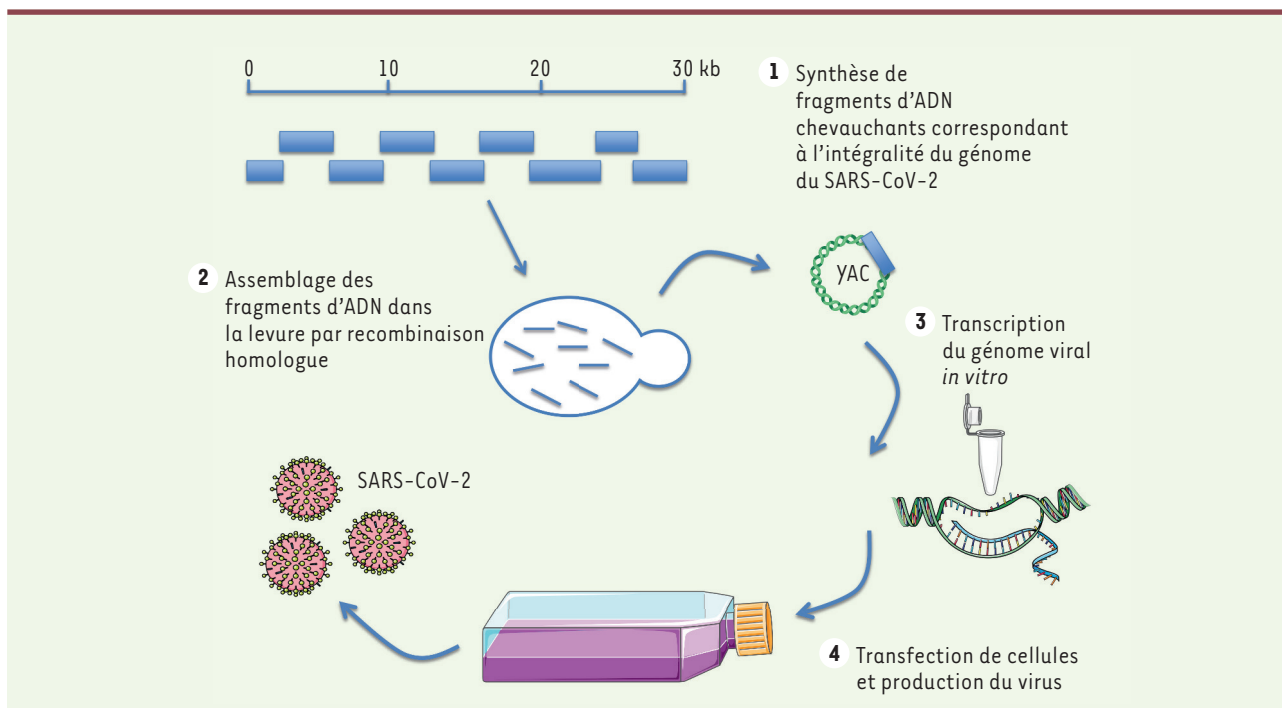 0 10 20 30 kb
1 Synthèse de
fragments d'ADN
chevauchants correspondant
à l'intégralité du génome
du SARS-CoV-2
2 Assemblage des
fragments d'ADN dans
la levure par recombinaison
homologue
YAC
3 Transcription
du génome viral
in vitro
SARS-CoV-2
4 Transfection de cellules
et production du virus